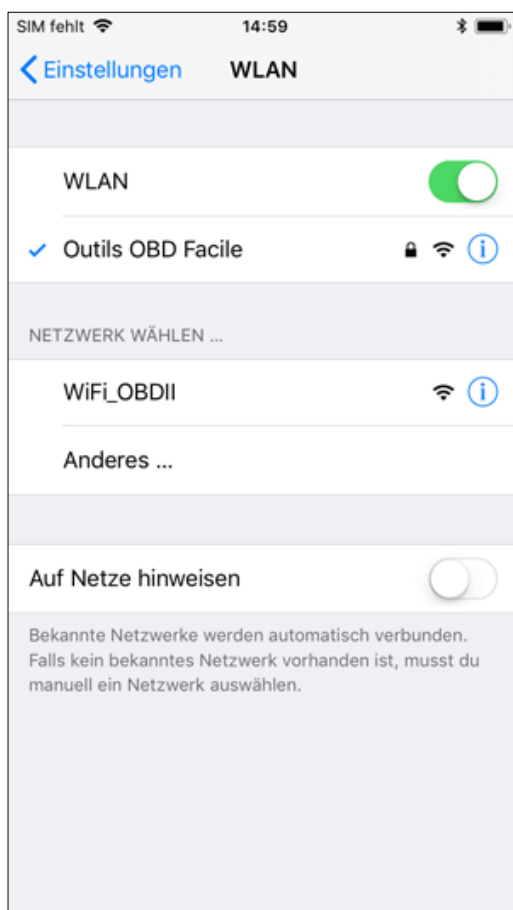 SIM fehlt 14:59
Einstellungen WLAN
WLAN
Outils OBD Facile
NETZWERK WÄHLEN ...
WiFi_OBDII
Anderes ...
Auf Netze hinweisen
Bekannte Netzwerke werden automatisch verbunden.
Falls kein bekanntes Netzwerk vorhanden ist, musst du
manuell ein Netzwerk auswählen.